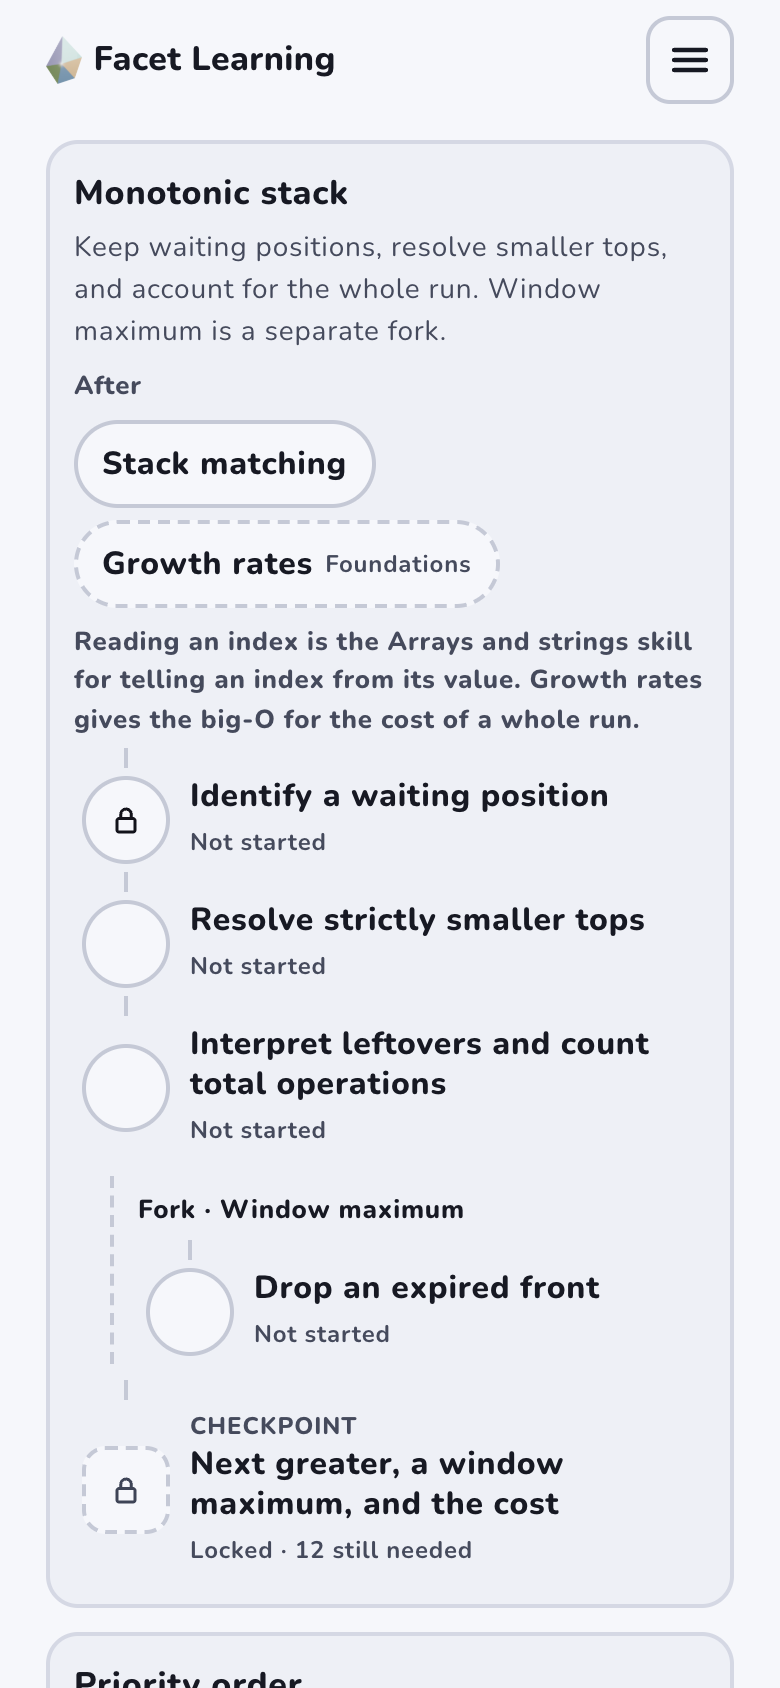 Facet Learning
Monotonic stack
Keep waiting positions, resolve smaller tops,
and account for the whole run. Window
maximum is a separate fork.
After
Stack matching
Growth rates Foundations
Reading an index is the Arrays and strings skill
for telling an index from its value. Growth rates
gives the big-O for the cost of a whole run.
Identify a waiting position
Not started
Resolve strictly smaller tops
Not started
Interpret leftovers and count
total operations
Not started
Fork · Window maximum
Drop an expired front
Not started
CHECKPOINT
Next greater, a window
maximum, and the cost
Locked · 12 still needed
Priority order